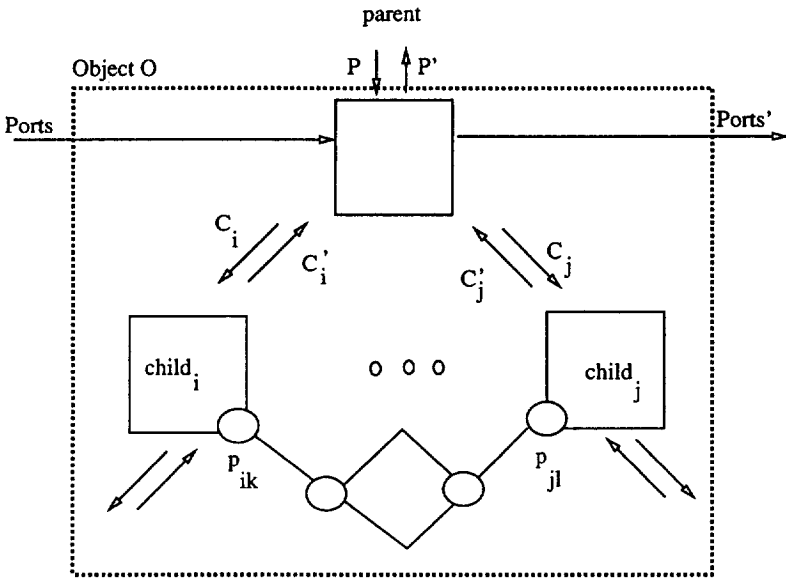 parent
P P'
Object O
Ports
Ports'
C_i
C_i'
C_j'
C_j
child_i
child_j
p_ik
p_jl